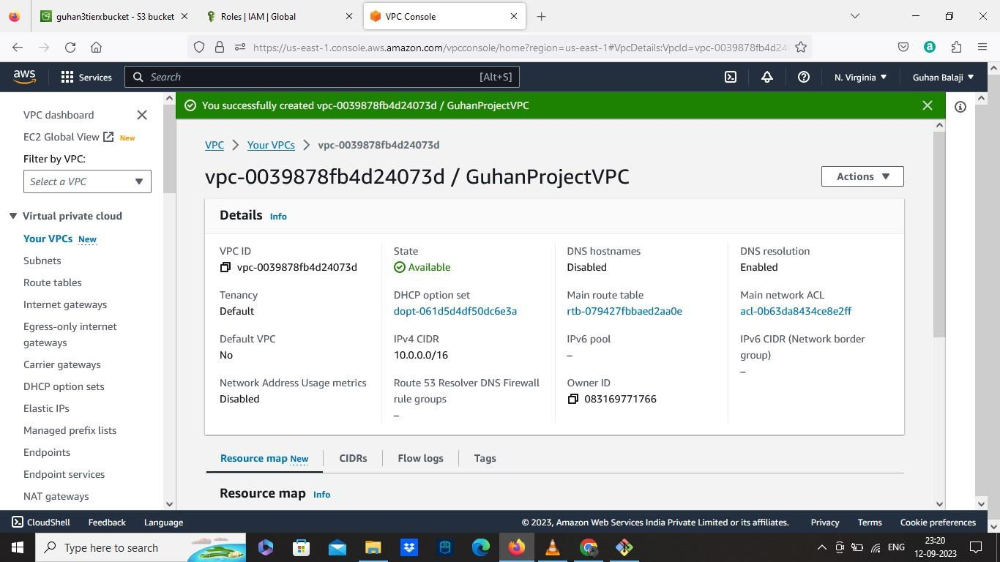 guhan3tierxbucket - S3 bucket
Roles | IAM | Global
VPC Console
https://us-east-1.console.aws.amazon.com/vpcconsole/home?region=us-east-1#VpcDetails:VpcId=vpc-0039878fb4d24
aws
Services
Search
[Alt+S]
N. Virginia
Guhan Balaji
VPC dashboard
EC2 Global View New
Filter by VPC:
Select a VPC
Virtual private cloud
Your VPCs New
Subnets
Route tables
Internet gateways
Egress-only internet
gateways
Carrier gateways
DHCP option sets
Elastic IPs
Managed prefix lists
Endpoints
Endpoint services
NAT gateways
You successfully created vpc-0039878fb4d24073d / GuhanProjectVPC
VPC > Your VPCs > vpc-0039878fb4d24073d
vpc-0039878fb4d24073d / GuhanProjectVPC
Actions
Details Info
VPC ID
vpc-0039878fb4d24073d
State
Available
DNS hostnames
Disabled
DNS resolution
Enabled
Tenancy
Default
DHCP option set
dopt-061d5d4df50dc6e3a
Main route table
rtb-079427fbbaed2aa0e
Main network ACL
acl-0b63da8434ce8e2ff
Default VPC
No
IPv4 CIDR
10.0.0.0/16
IPv6 pool
–
IPv6 CIDR (Network border
group)
–
Network Address Usage metrics
Disabled
Route 53 Resolver DNS Firewall
rule groups
–
Owner ID
083169771766
Resource map New
CIDRs
Flow logs
Tags
Resource map Info
CloudShell
Feedback
Language
© 2023, Amazon Web Services India Private Limited or its affiliates.
Privacy
Terms
Cookie preferences
Type here to search
ENG
23:20
12-09-2023